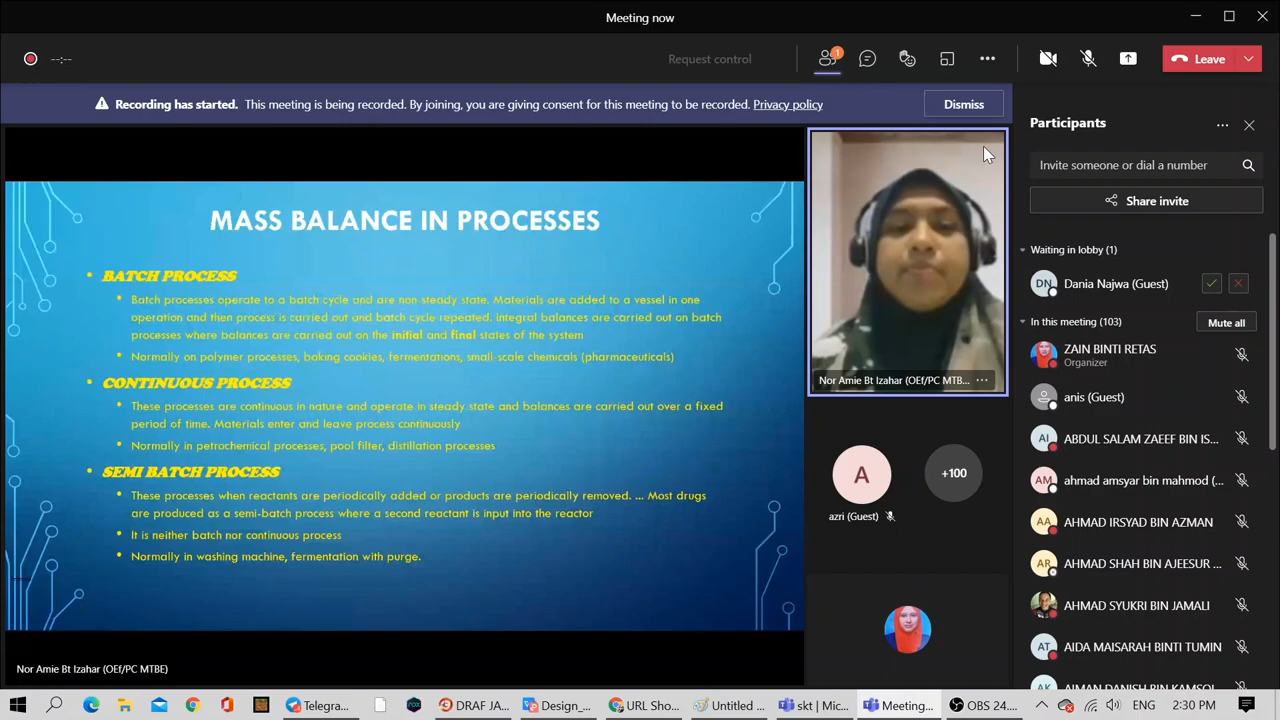 Meeting now
--:--
Request control
1
Leave
Recording has started. This meeting is being recorded. By joining, you are giving consent for this meeting to be recorded. Privacy policy
Dismiss
MASS BALANCE IN PROCESSES
• BATCH PROCESS
• Batch processes operate to a batch cycle and are non-steady state. Materials are added to a vessel in one
operation and then process is carried out and batch cycle repeated. Integral balances are carried out on batch
processes where balances are carried out on the initial and final states of the system
• Normally on polymer processes, baking cookies, fermentations, small-scale chemicals (pharmaceuticals)
• CONTINUOUS PROCESS
• These processes are continuous in nature and operate in steady state and balances are carried out over a fixed
period of time. Materials enter and leave process continuously
• Normally in petrochemical processes, pool filter, distillation processes
• SEMI BATCH PROCESS
• These processes when reactants are periodically added or products are periodically removed. ... Most drugs
are produced as a semi-batch process where a second reactant is input into the reactor
• It is neither batch nor continuous process
• Normally in washing machine, fermentation with purge.
Nor Amie Bt Izahar (OEf/PC MTBE)
Nor Amie Bt Izahar (OEf/PC MTB...
A
azri (Guest)
+100
Participants
Invite someone or dial a number
Share invite
Waiting in lobby (1)
DN Dania Najwa (Guest)
In this meeting (103)
Mute all
ZAIN BINTI RETAS
Organizer
anis (Guest)
AI ABDUL SALAM ZAEEF BIN IS...
AM ahmad amsyar bin mahmod (...
AA AHMAD IRSYAD BIN AZMAN
AR AHMAD SHAH BIN AJEESUR ...
AHMAD SYUKRI BIN JAMALI
AT AIDA MAISARAH BINTI TUMIN
AK AIMAN DANISH BIN KAMSOL
Telegra...
DRAF JA...
Design_...
URL Sho...
Untitled ...
skt | Mic...
Meeting...
OBS 24....
ENG
2:30 PM